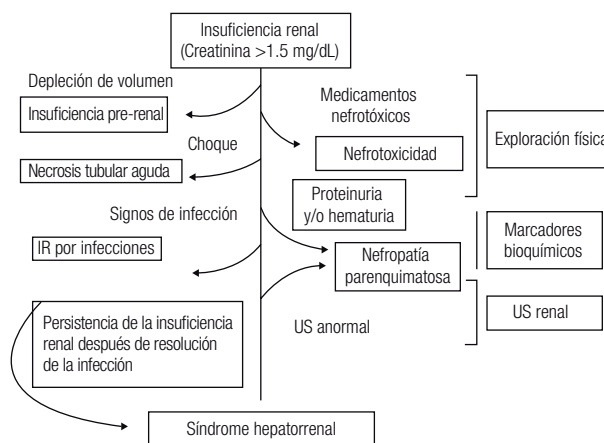 Insuficiencia renal
(Creatinina >1.5 mg/dL)
Depleción de volumen
Insuficiencia pre-renal
Medicamentos
nefrotóxicos
Exploración física
Choque
Nefrotoxicidad
Necrosis tubular aguda
Proteinuria
y/o hematuria
Signos de infección
Marcadores
bioquímicos
IR por infecciones
Nefropatía
parenquimatosa
Persistencia de la insuficiencia
renal después de resolución
de la infección
US anormal
US renal
Síndrome hepatorrenal